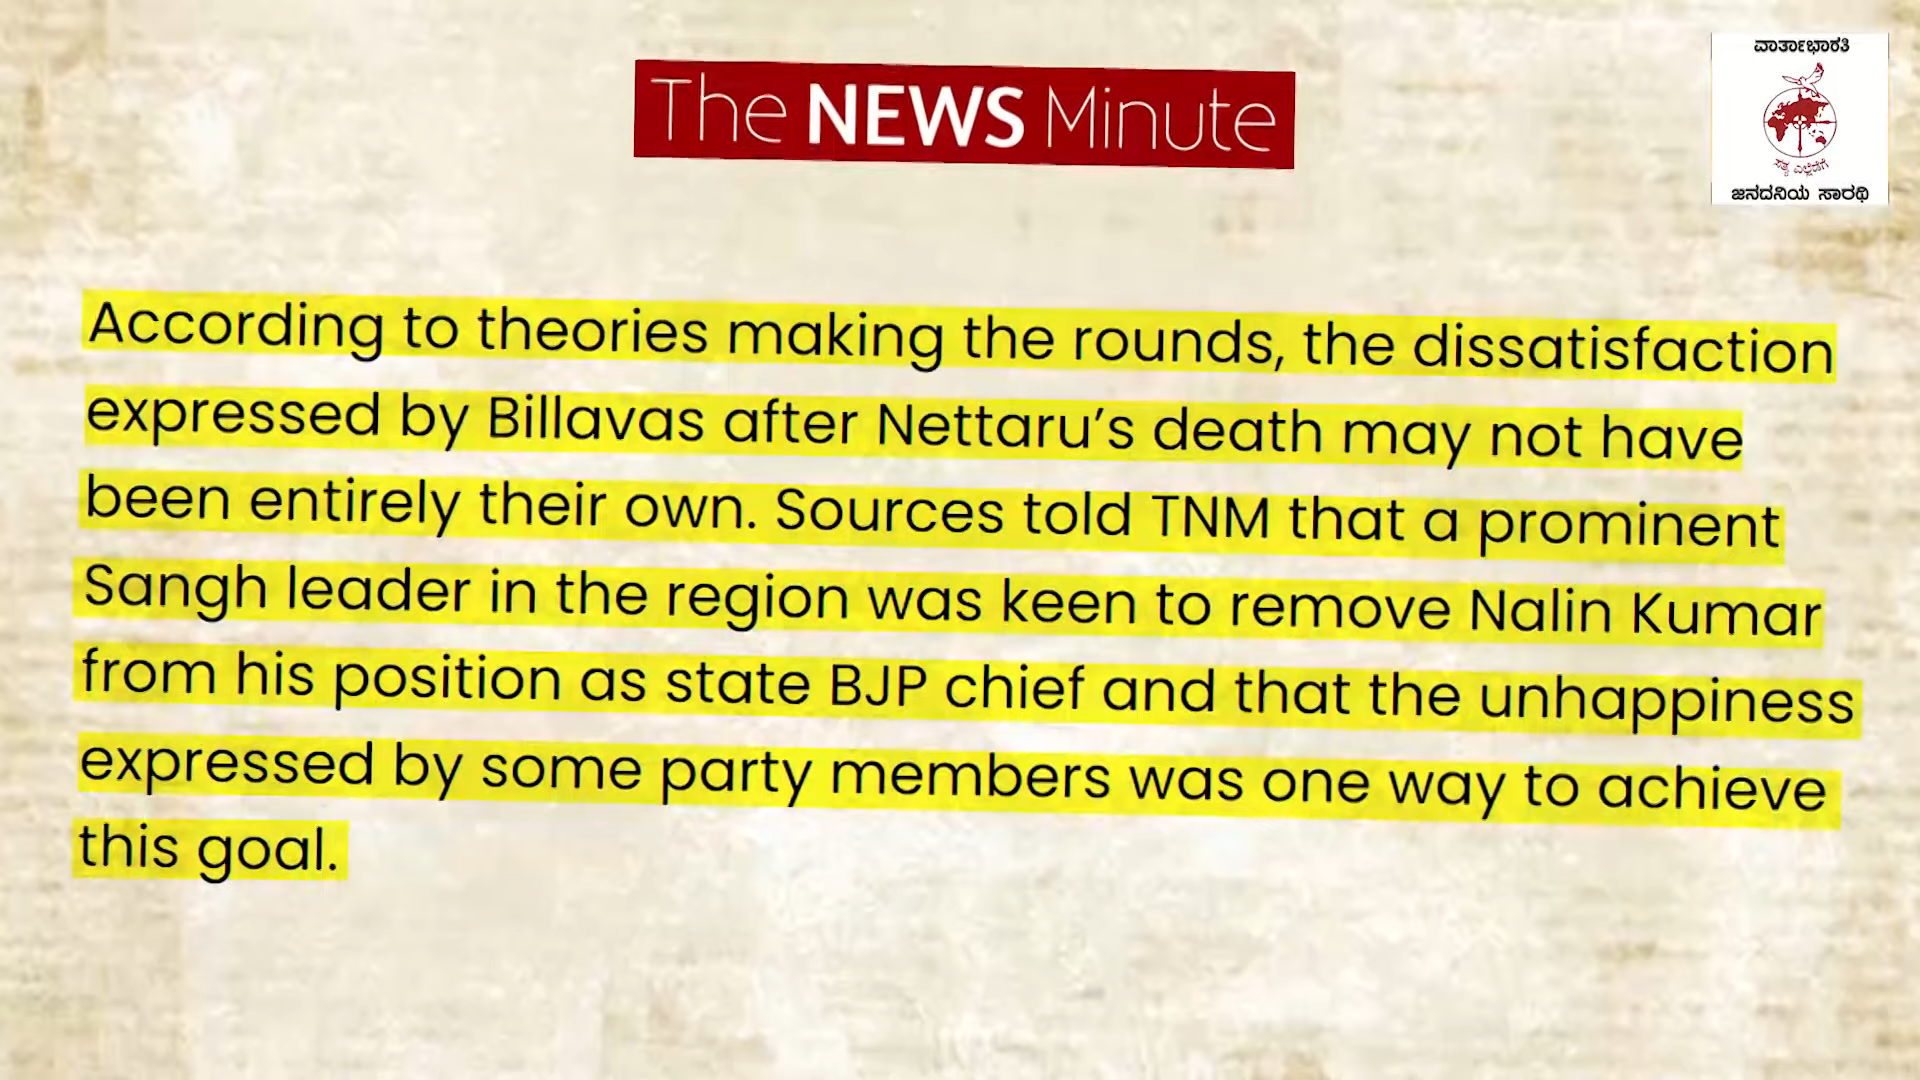 The NEWS Minute
ವಾರ್ತಾಭಾರತಿ
ಸತ್ಯ ಎಲ್ಲೆಡೆಗೆ
ಜನದನಿಯ ಸಾರಥಿ
According to theories making the rounds, the dissatisfaction
expressed by Billavas after Nettaru’s death may not have
been entirely their own. Sources told TNM that a prominent
Sangh leader in the region was keen to remove Nalin Kumar
from his position as state BJP chief and that the unhappiness
expressed by some party members was one way to achieve
this goal.